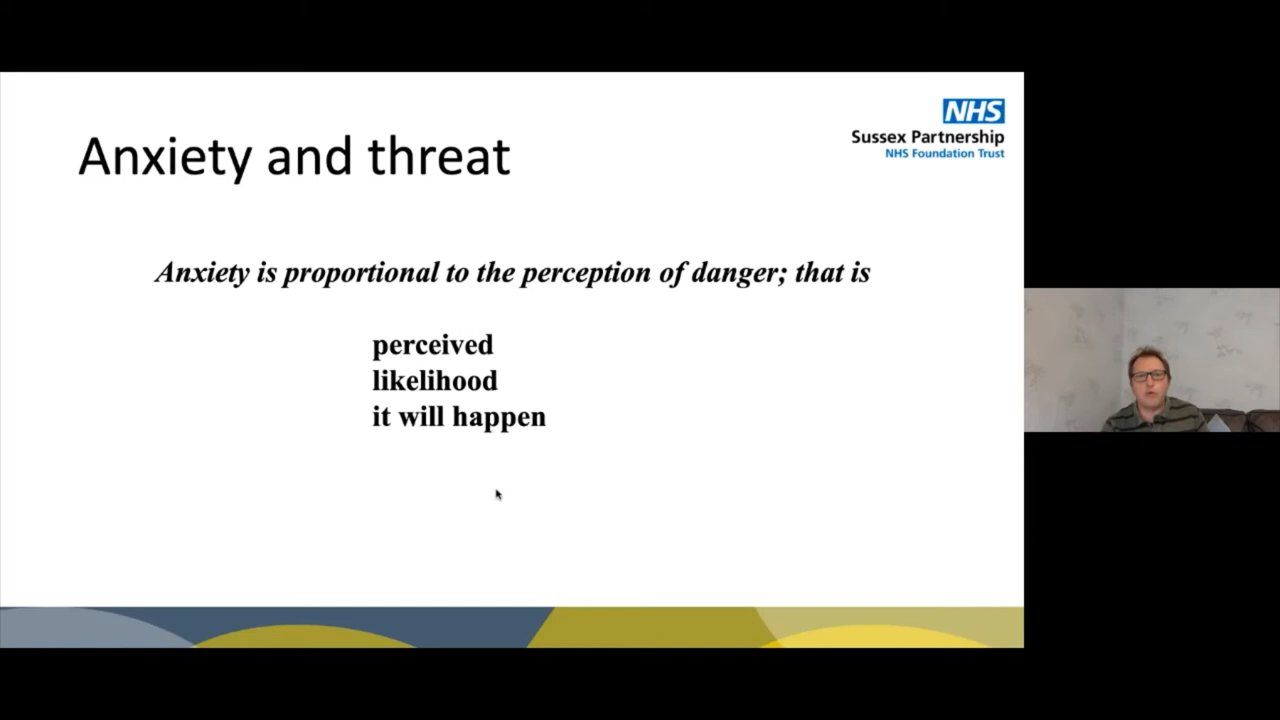 Anxiety and threat
NHS
Sussex Partnership
NHS Foundation Trust
Anxiety is proportional to the perception of danger; that is
perceived
likelihood
it will happen